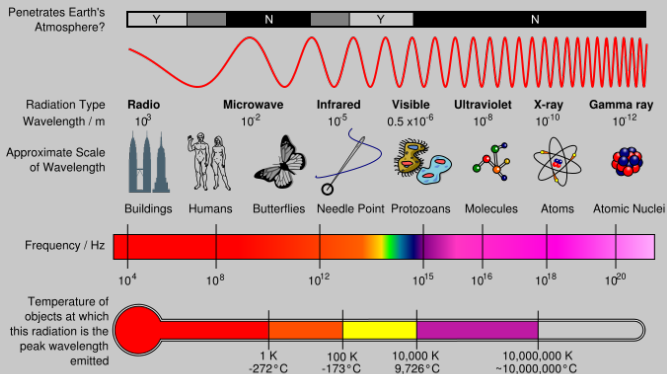 Penetrates Earth's
Atmosphere?
Y N Y N
Radiation Type
Radio Microwave Infrared Visible Ultraviolet X-ray Gamma ray
Wavelength / m
10³ 10⁻² 10⁻⁵ 0.5 x10⁻⁶ 10⁻⁸ 10⁻¹⁰ 10⁻¹²
Approximate Scale
of Wavelength
Buildings Humans Butterflies Needle Point Protozoans Molecules Atoms Atomic Nuclei
Frequency / Hz
10⁴ 10⁸ 10¹² 10¹⁵ 10¹⁶ 10¹⁸ 10²⁰
Temperature of
objects at which
this radiation is the
peak wavelength
emitted
1 K 100 K 10,000 K 10,000,000 K
-272°C -173°C 9,726°C ~10,000,000°C